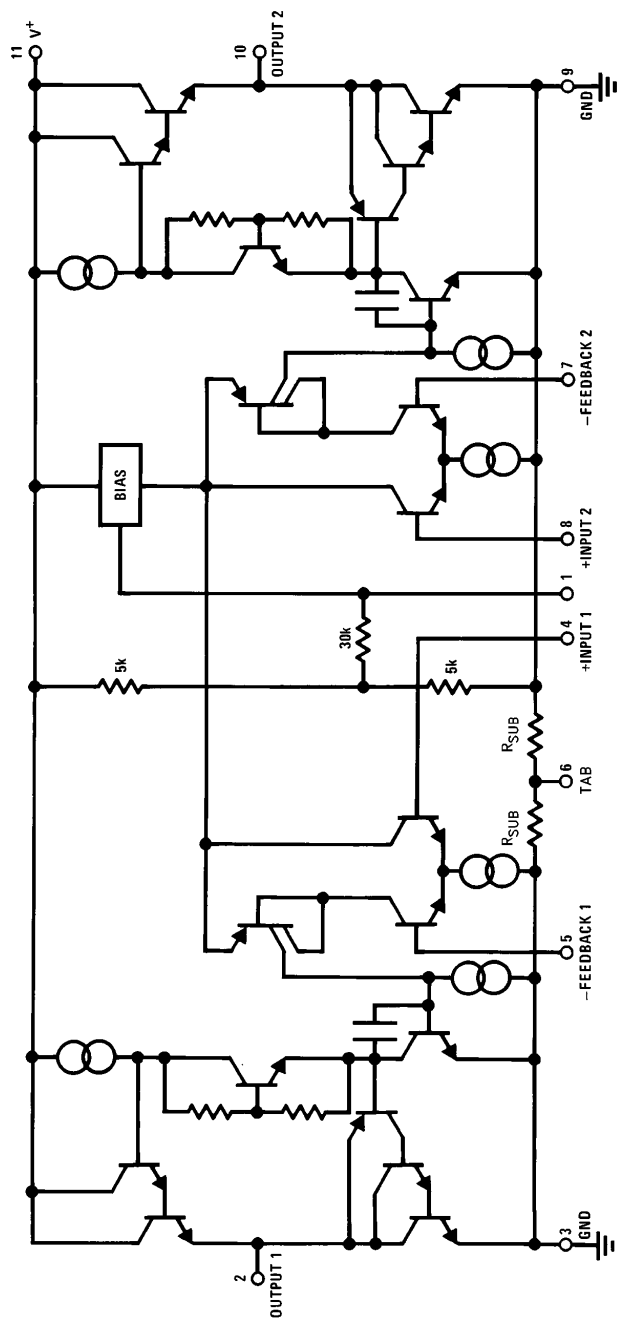 11 V+
10
OUTPUT 2
9
GND
7
–FEEDBACK 2
BIAS
8
+INPUT 2
1
30k
4
+INPUT 1
5k
5k
RSUB
6
TAB
RSUB
5
–FEEDBACK 1
2
OUTPUT 1
3
GND